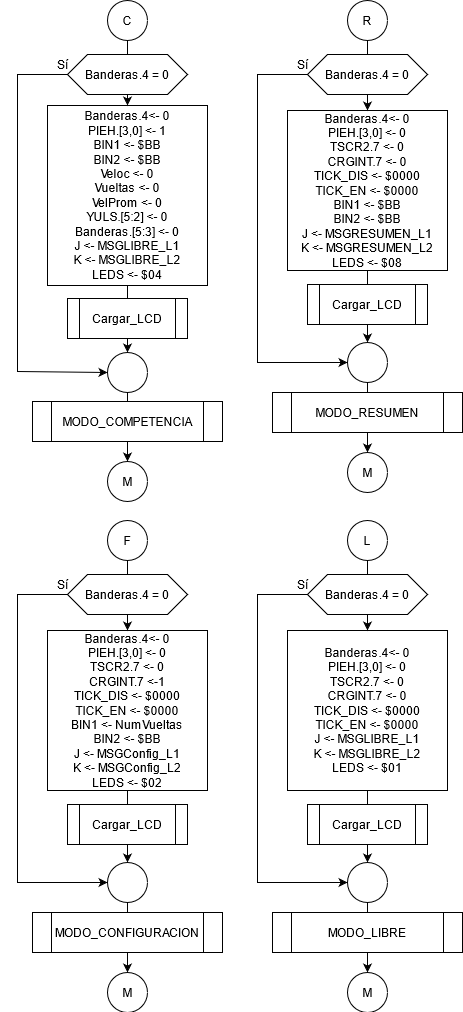 C
Sí
Banderas.4 = 0
Banderas.4<- 0
PIEH.[3,0] <- 1
BIN1 <- $BB
BIN2 <- $BB
Veloc <- 0
Vueltas <- 0
VelProm <- 0
YULS.[5:2] <- 0
Banderas.[5:3] <- 0
J <- MSGLIBRE_L1
K <- MSGLIBRE_L2
LEDS <- $04
Cargar_LCD
MODO_COMPETENCIA
M
R
Sí
Banderas.4 = 0
Banderas.4<- 0
PIEH.[3,0] <- 0
TSCR2.7 <- 0
CRGINT.7 <- 0
TICK_DIS <- $0000
TICK_EN <- $0000
BIN1 <- $BB
BIN2 <- $BB
J <- MSGRESUMEN_L1
K <- MSGRESUMEN_L2
LEDS <- $08
Cargar_LCD
MODO_RESUMEN
M
F
Sí
Banderas.4 = 0
Banderas.4<- 0
PIEH.[3,0] <- 0
TSCR2.7 <- 0
CRGINT.7 <-1
TICK_DIS <- $0000
TICK_EN <- $0000
BIN1 <- NumVueltas
BIN2 <- $BB
J <- MSGConfig_L1
K <- MSGConfig_L2
LEDS <- $02
Cargar_LCD
MODO_CONFIGURACION
M
L
Sí
Banderas.4 = 0
Banderas.4<- 0
PIEH.[3,0] <- 0
TSCR2.7 <- 0
CRGINT.7 <- 0
TICK_DIS <- $0000
TICK_EN <- $0000
J <- MSGLIBRE_L1
K <- MSGLIBRE_L2
LEDS <- $01
Cargar_LCD
MODO_LIBRE
M